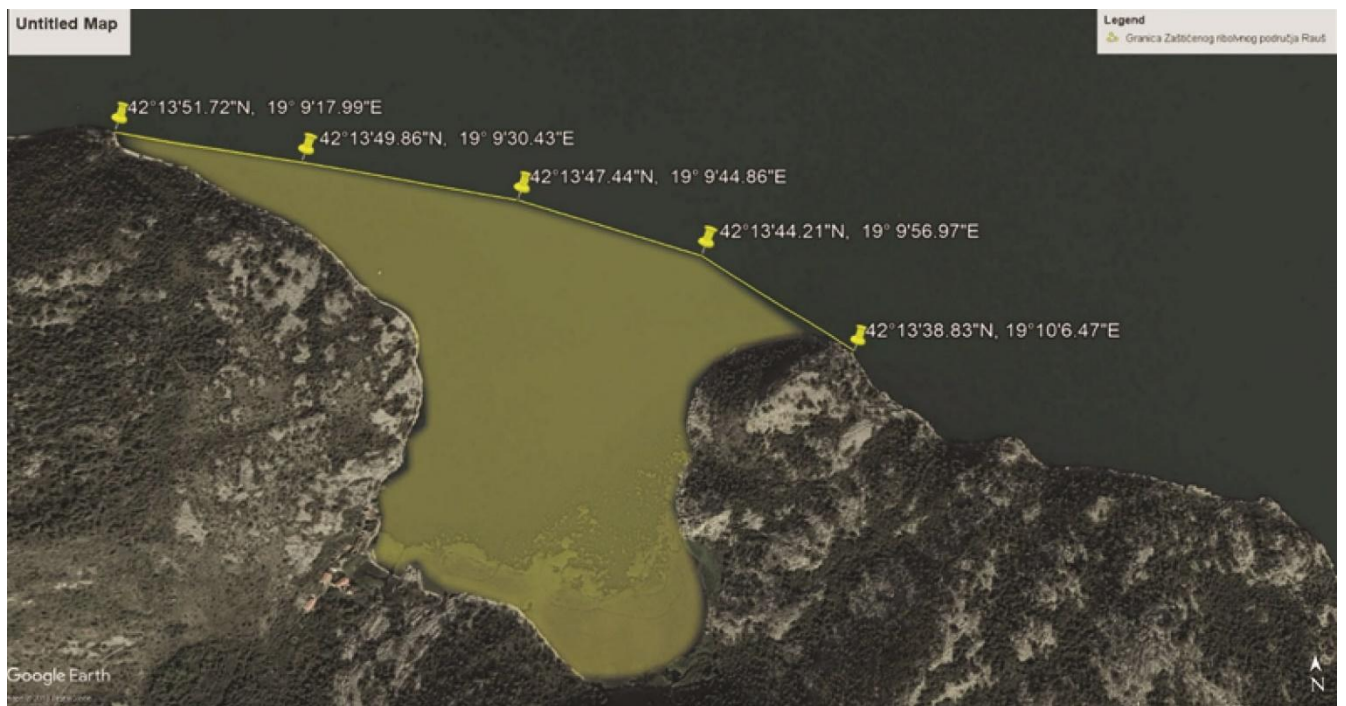 Untitled Map
Legend
Granica Zaštićenog ribolvnog područja Rauš
42°13'51.72"N, 19° 9'17.99"E
42°13'49.86"N, 19° 9'30.43"E
42°13'47.44"N, 19° 9'44.86"E
42°13'44.21"N, 19° 9'56.97"E
42°13'38.83"N, 19°10'6.47"E
Google Earth
N